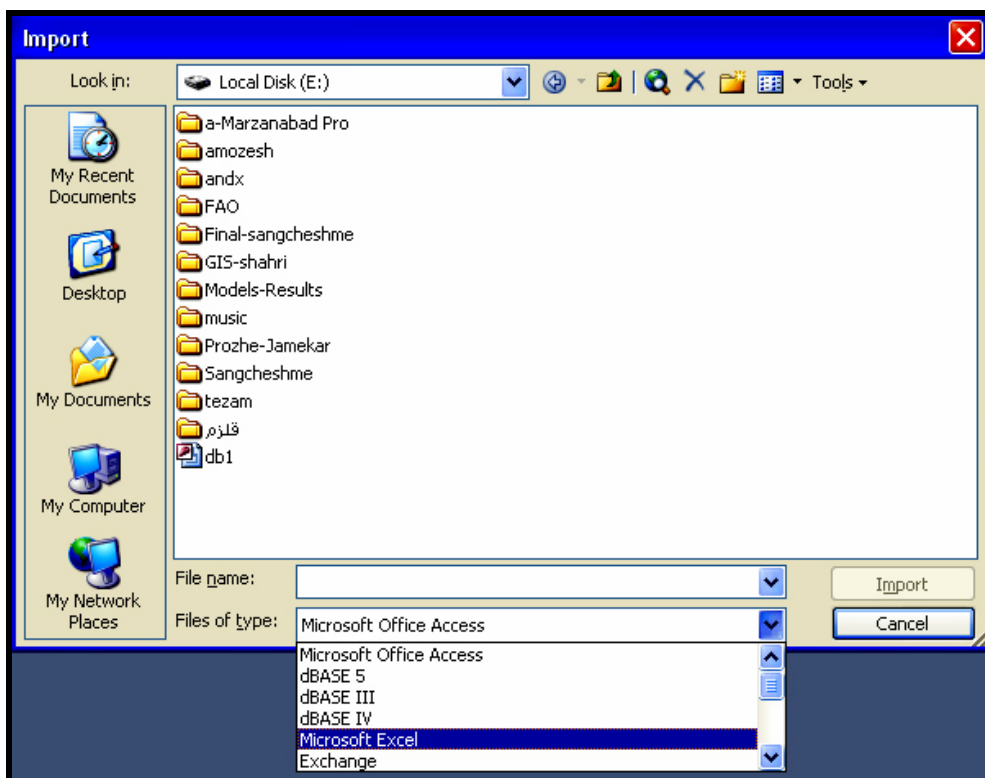 Import
Look in:
Local Disk (E:)
Tools
My Recent
Documents
Desktop
My Documents
My Computer
My Network
Places
a-Marzanabad Pro
amozesh
andx
FAO
Final-sangcheshme
GIS-shahri
Models-Results
music
Prozhe-Jamekar
Sangcheshme
tezam
قلزم
db1
File name:
Import
Files of type:
Microsoft Office Access
Cancel
Microsoft Office Access
dBASE 5
dBASE III
dBASE IV
Microsoft Excel
Exchange